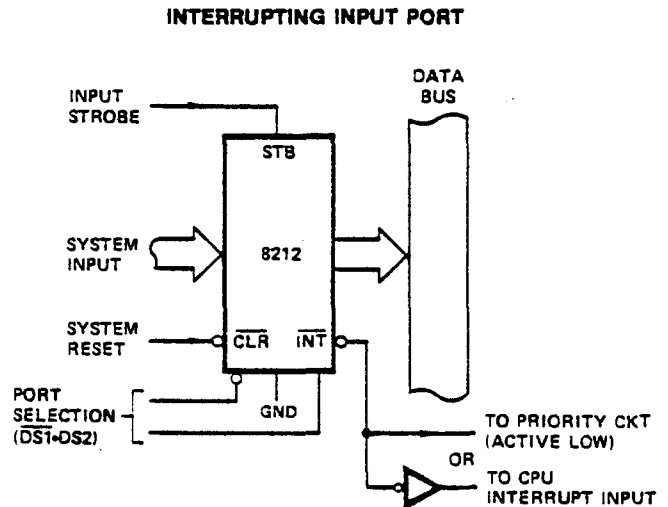 INTERRUPTING INPUT PORT
DATA
BUS
INPUT
STROBE
STB
SYSTEM
INPUT
8212
SYSTEM
RESET
CLR
INT
PORT
SELECTION
(DS1•DS2)
GND
TO PRIORITY CKT
(ACTIVE LOW)
OR
TO CPU
INTERRUPT INPUT